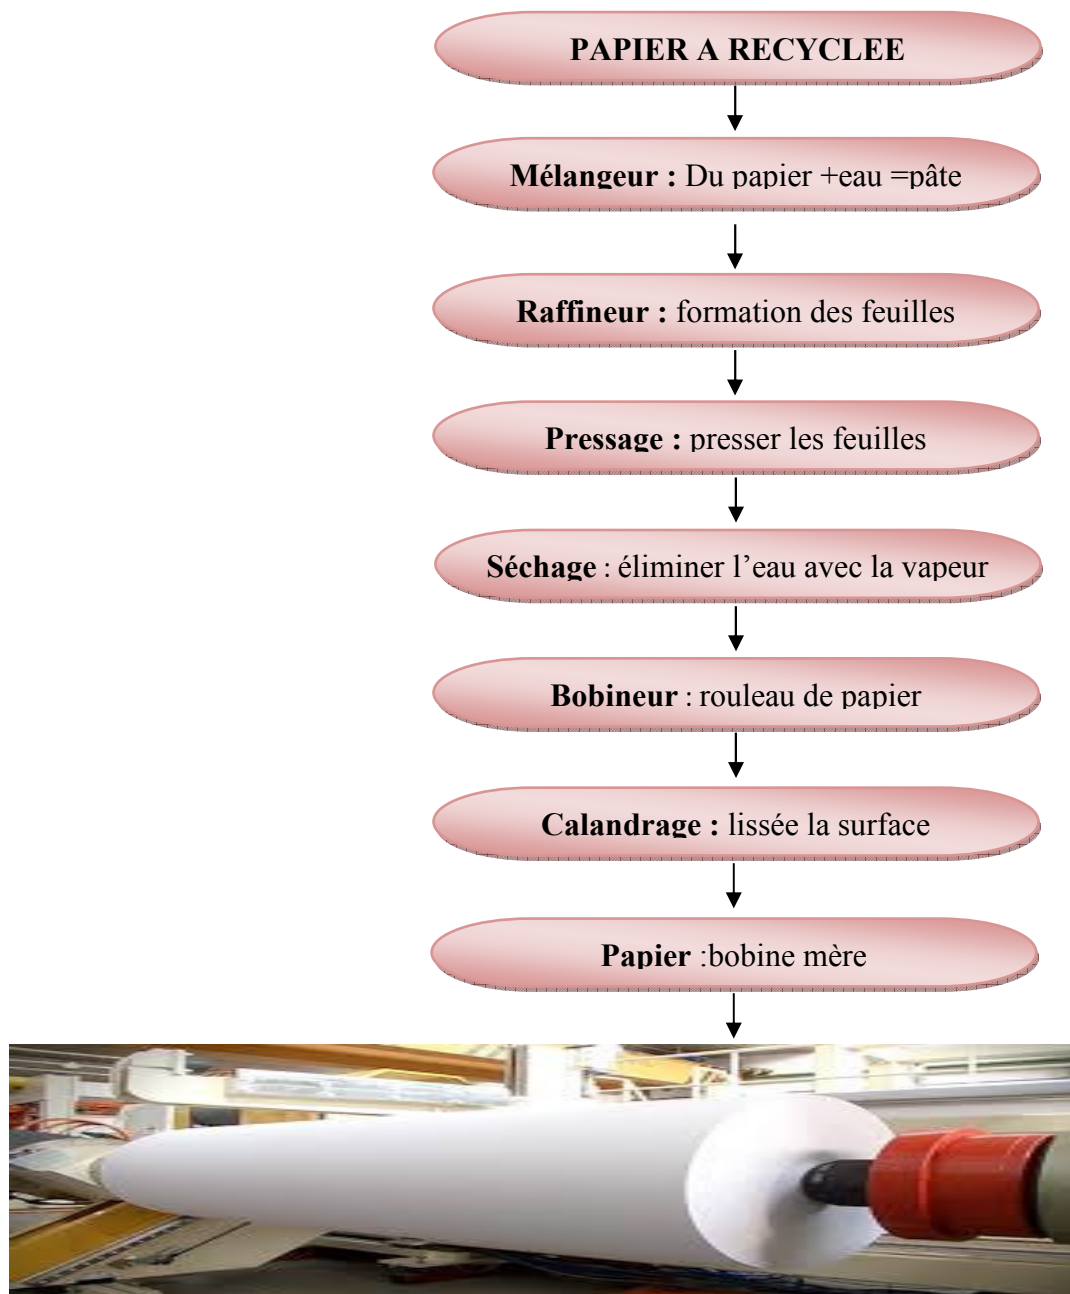 PAPIER A RECYCLEE
Mélangeur : Du papier +eau =pâte
Raffineur : formation des feuilles
Pressage : presser les feuilles
Séchage : éliminer l’eau avec la vapeur
Bobineur : rouleau de papier
Calandrage : lissée la surface
Papier :bobine mère